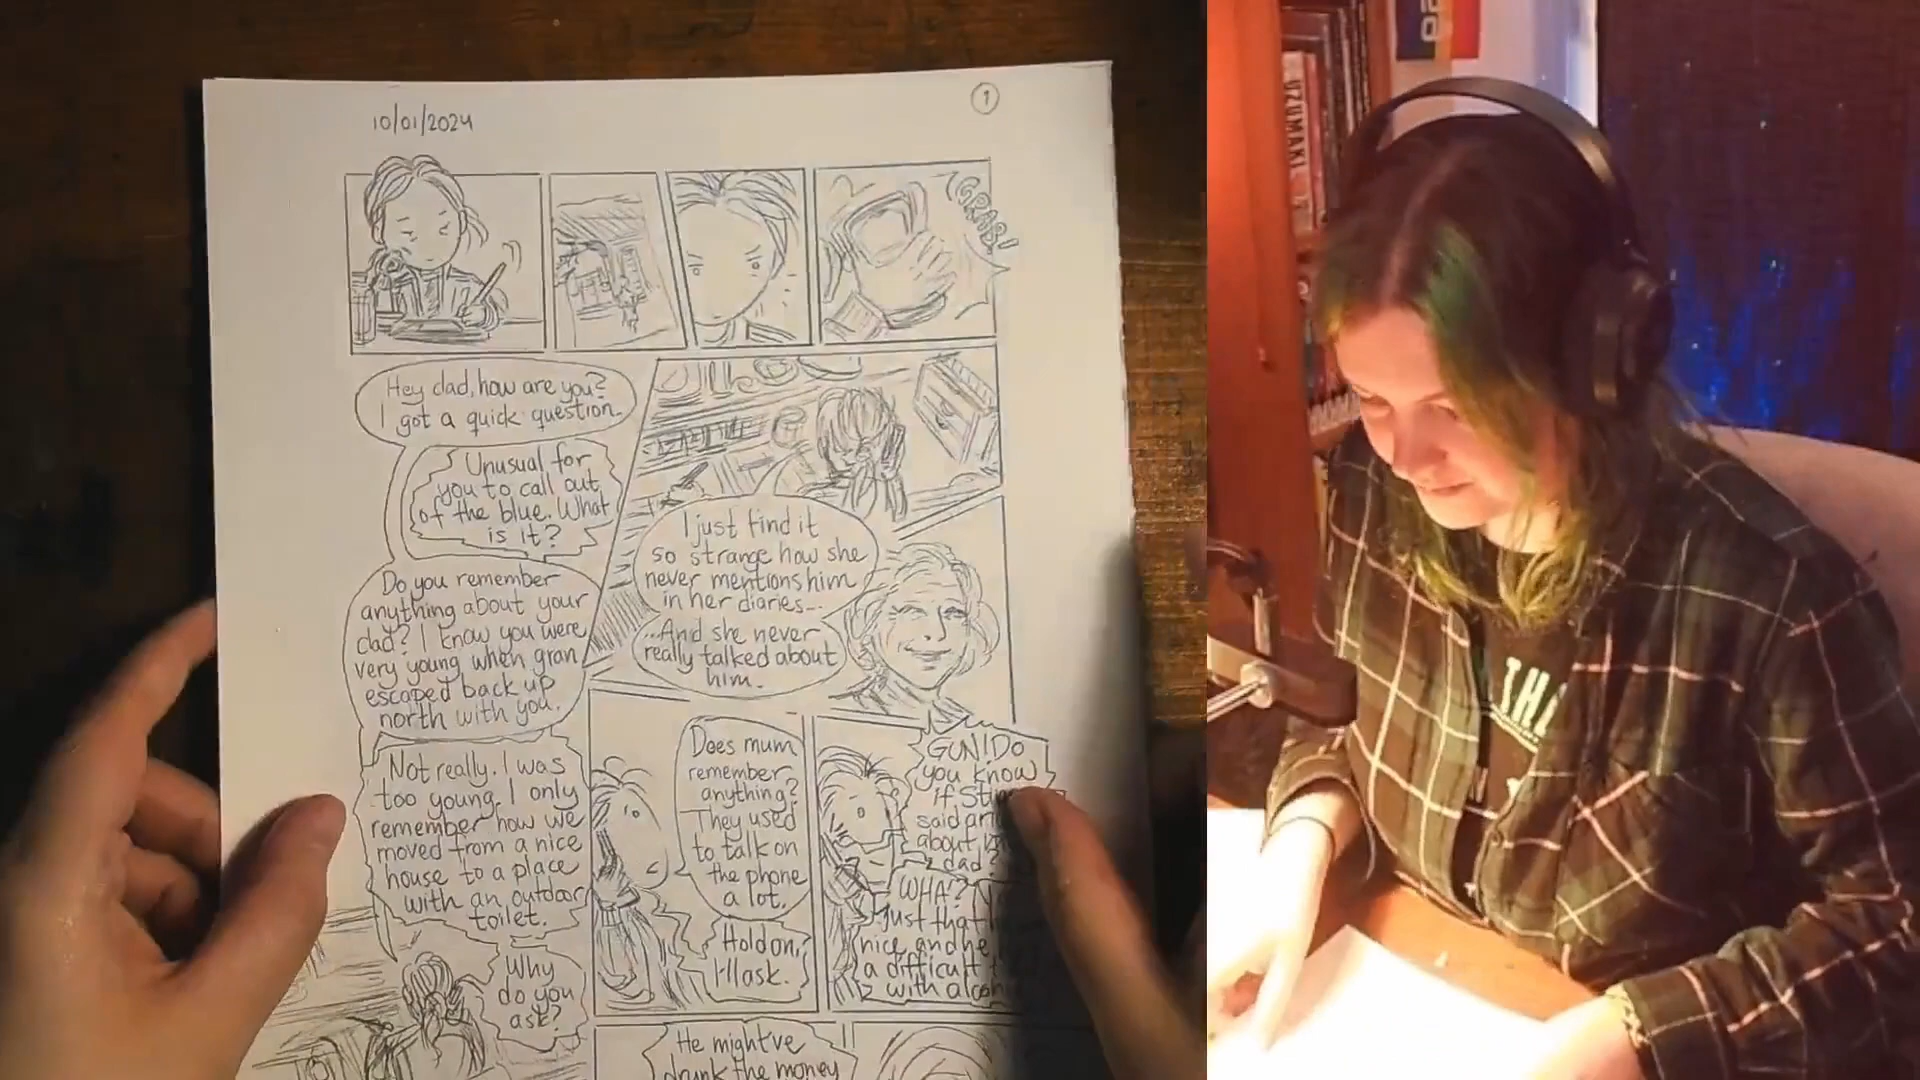 10/01/2024
1
GRAB!
Hey dad, how are you?
I got a quick question_
Unusual for
you to call out
of the blue. What
is it?
Do you remember
anything about your
dad? I know you were
very young when gran
escaped back up
north with you.
Not really. I was
too young. I only
remember how we
moved from a nice
house to a place
with an outdoor
toilet.
Why
do you
ask?
I just find it
so strange how she
never mentions him
in her diaries...
...And she never
really talked about
him_
Does mum
remember
anything?
They used
to talk on
the phone
a lot.
Hold on,
I'll ask.
GUN! Do
you know
if
said
about
dad?
WHA?
Just that
nice, and he
a difficult
with
He might've
drunk the money
UZUMAKI
THE